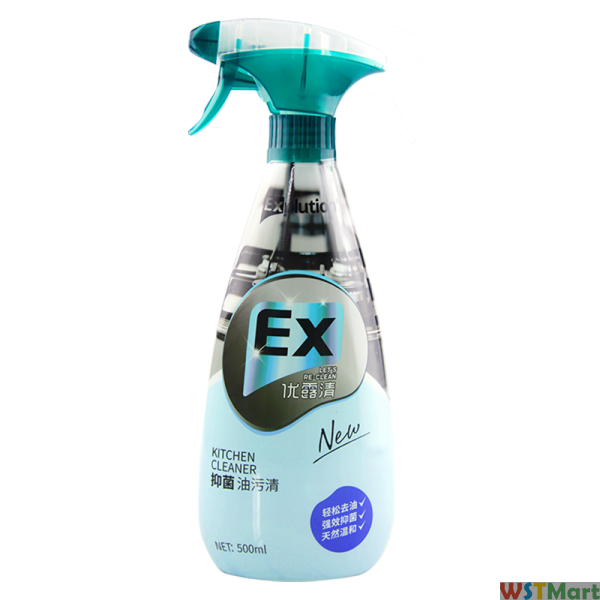 Exolution
Ex
LET'S
RE-CLEAN
优露清
New
KITCHEN
CLEANER
抑菌 油污清
轻松去油✓
强效抑菌✓
天然温和✓
NET: 500ml
WSTMart